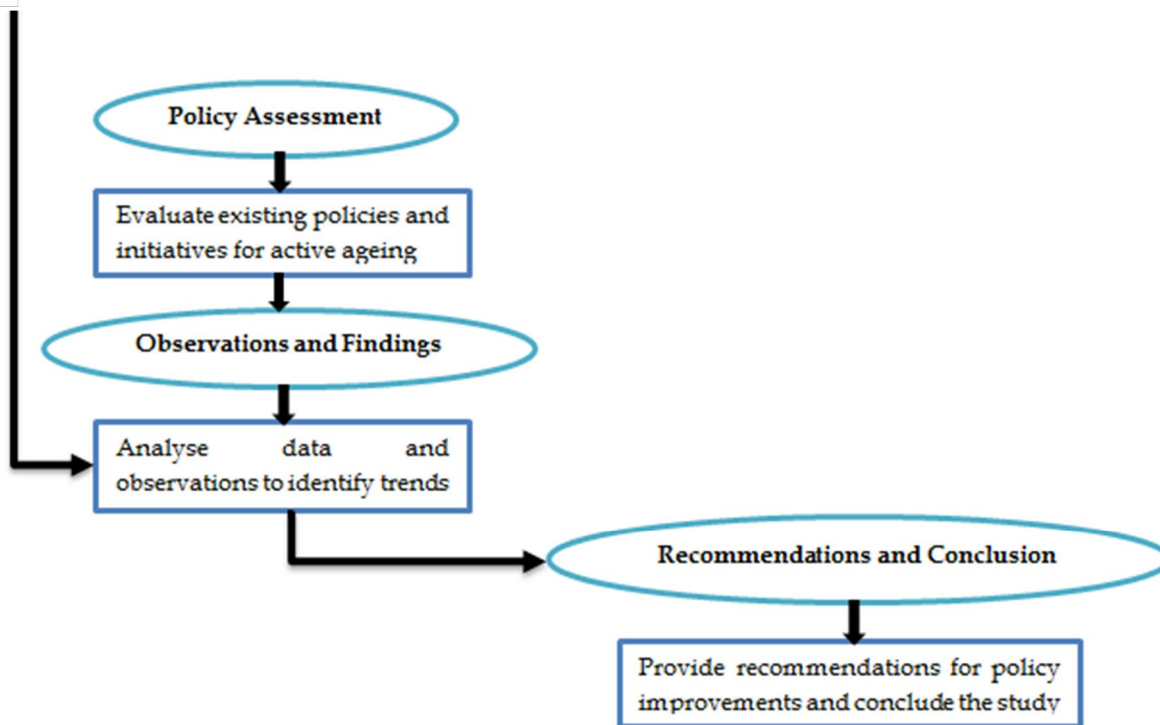 Policy Assessment
Evaluate existing policies and
initiatives for active ageing
Observations and Findings
Analyse data and
observations to identify trends
Recommendations and Conclusion
Provide recommendations for policy
improvements and conclude the study